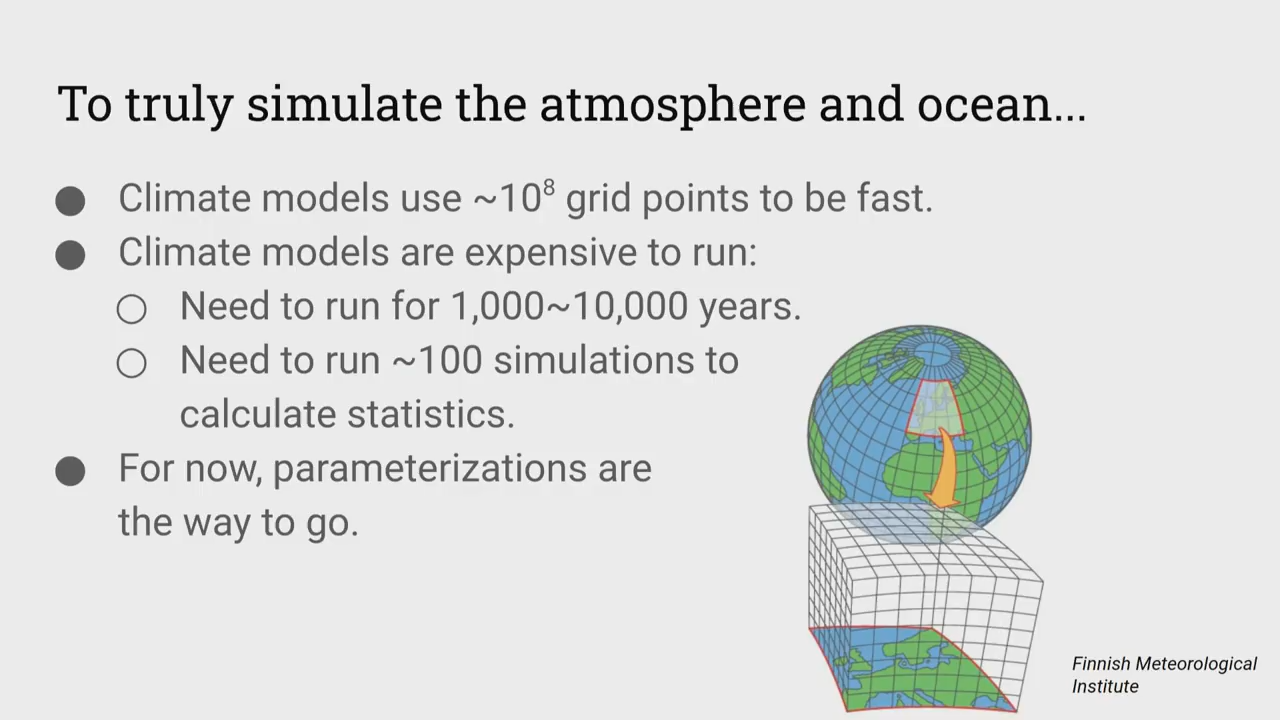 To truly simulate the atmosphere and ocean...
● Climate models use ~10⁸ grid points to be fast.
● Climate models are expensive to run:
○ Need to run for 1,000~10,000 years.
○ Need to run ~100 simulations to
calculate statistics.
● For now, parameterizations are
the way to go.
Finnish Meteorological
Institute